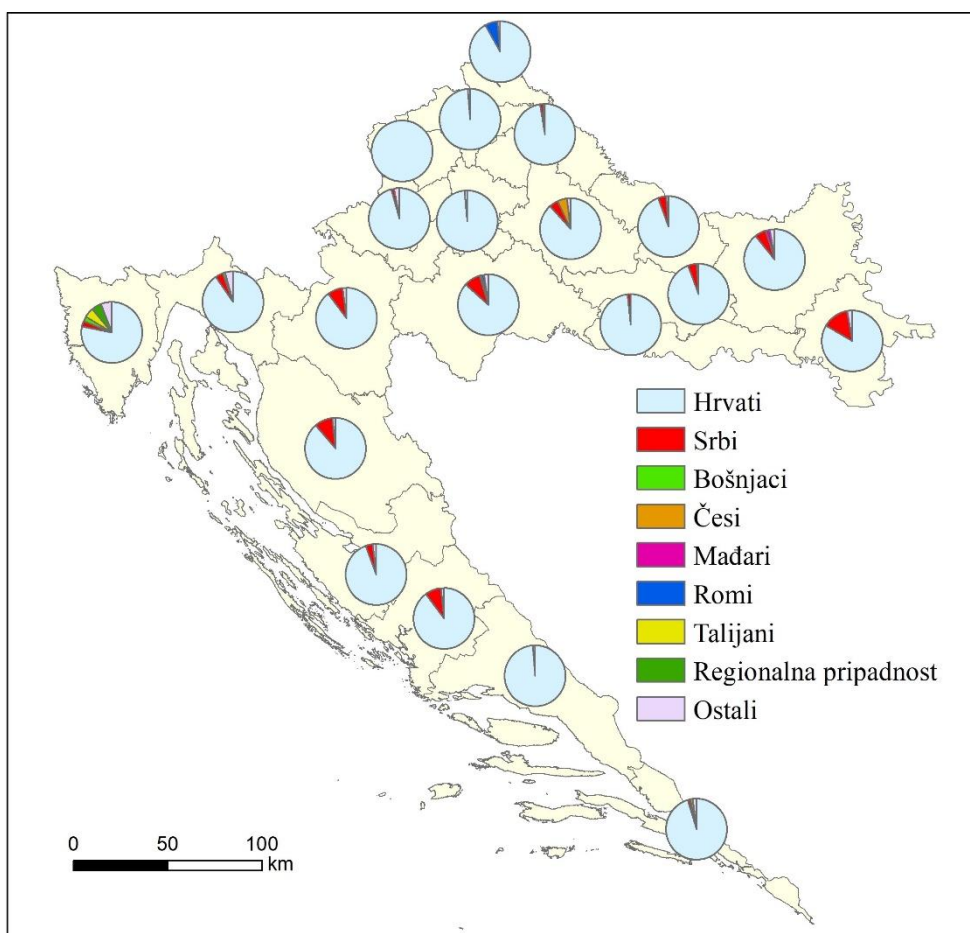 Hrvati
Srbi
Bošnjaci
Česi
Mađari
Romi
Talijani
Regionalna pripadnost
Ostali
0 50 100
km